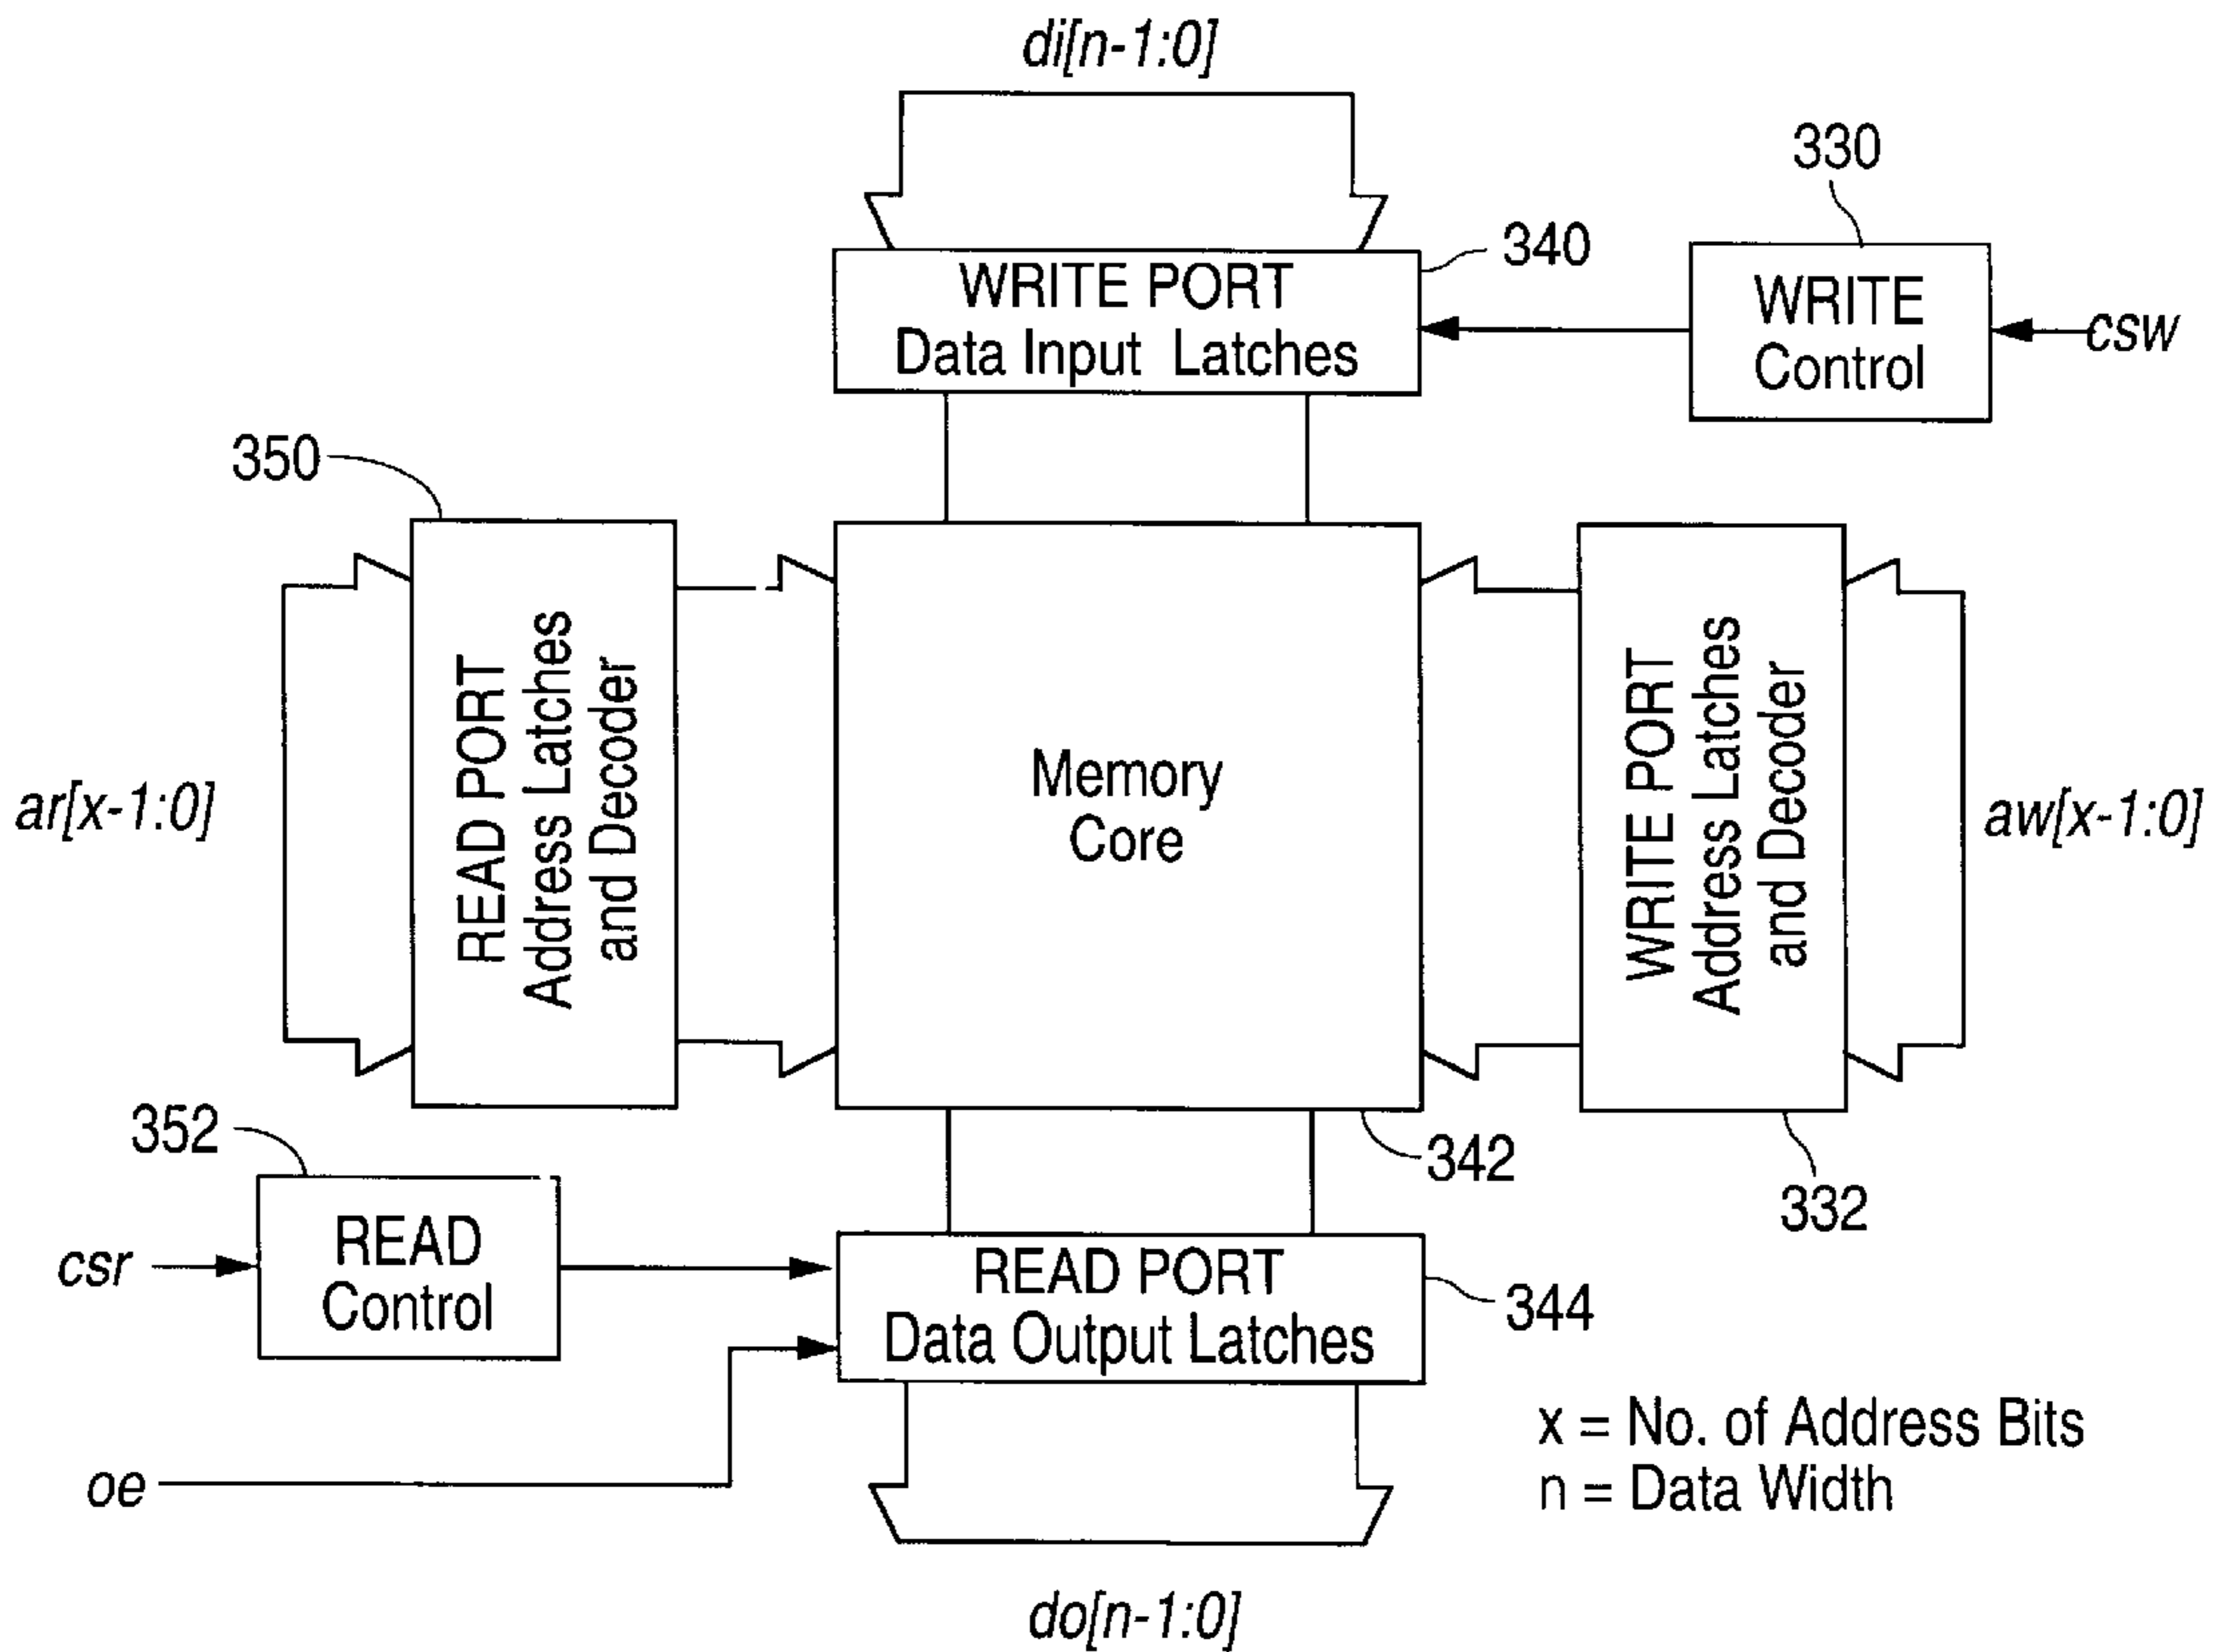 di[n-1:0]
330
340
WRITE PORT
Data Input Latches
WRITE
Control
csw
350
READ PORT
Address Latches
and Decoder
Memory
Core
WRITE PORT
Address Latches
and Decoder
ar[x-1:0]
aw[x-1:0]
352
342
332
csr
READ
Control
READ PORT
Data Output Latches
344
oe
x = No. of Address Bits
n = Data Width
do[n-1:0]